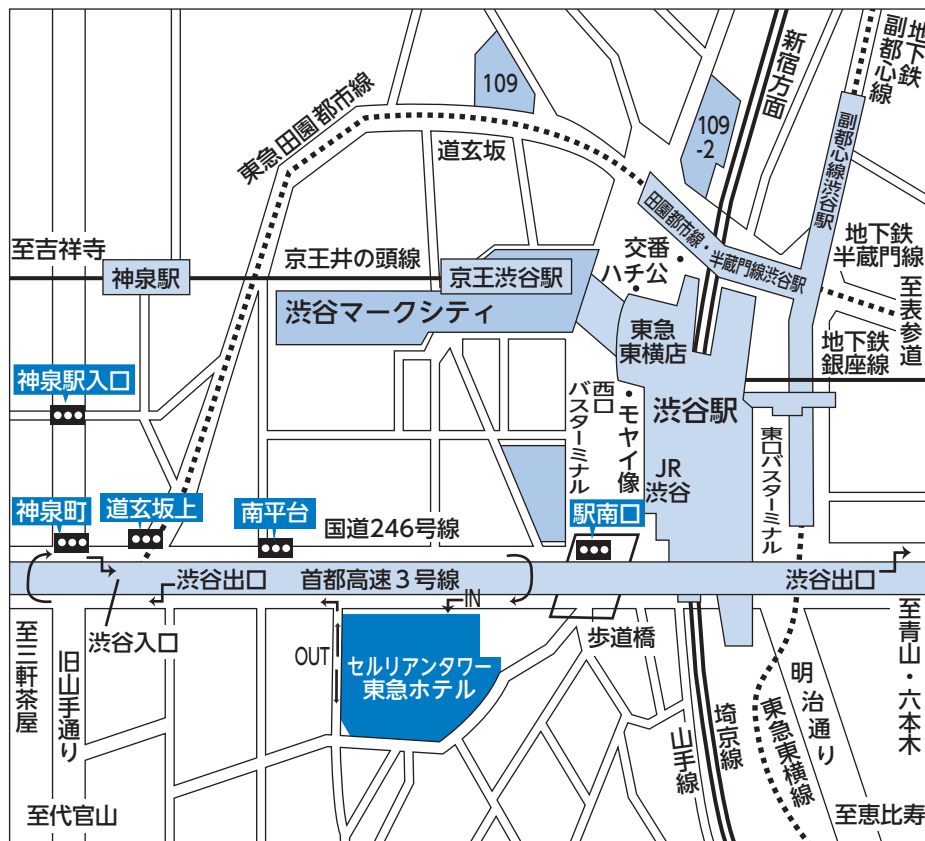 地下鉄
副都心線
新宿方面
109
109
-2
東急田園都市線
道玄坂
副都心線渋谷駅
田園都市線・半蔵門線渋谷駅
地下鉄
半蔵門線
至吉祥寺
神泉駅
京王井の頭線
京王渋谷駅
交番・
ハチ公・
至表参道
渋谷マークシティ
東急
東横店
地下鉄
銀座線
神泉駅入口
西口
バスターミナル
・モヤイ像
渋谷駅
JR
渋谷
東口バスターミナル
神泉町
道玄坂上
南平台
国道246号線
駅南口
渋谷出口
首都高速3号線
渋谷出口
IN
渋谷入口
OUT
セルリアンタワー
東急ホテル
歩道橋
至三軒茶屋
旧山手通り
山手線
埼京線
東急東横線
明治通り
至青山・六本木
至代官山
至恵比寿